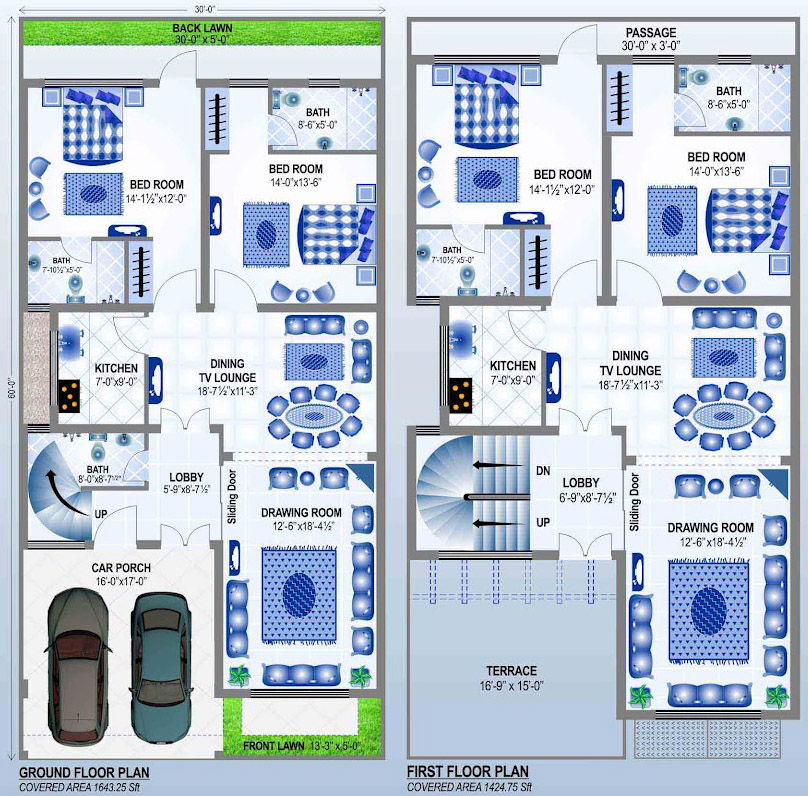 30'-0"
BACK LAWN
30'-0" x 5'-0"
BATH
8'-6"x5'-0"
BED ROOM
14'-1½"x12'-0"
BED ROOM
14'-0"x13'-6"
BATH
7'-10½"x5'-0"
KITCHEN
7'-0"x9'-0"
DINING
TV LOUNGE
18'-7½"x11'-3"
60'-0"
BATH
8'-0"x8'-7½"
LOBBY
5'-9"x8'-7½"
UP
Sliding Door
DRAWING ROOM
12'-6"x18'-4½"
CAR PORCH
16'-0"x17'-0"
FRONT LAWN 13'-3" x 5'-0"
GROUND FLOOR PLAN
COVERED AREA 1643.25 Sft
PASSAGE
30'-0" x 3'-0"
BATH
8'-6"x5'-0"
BED ROOM
14'-1½"x12'-0"
BED ROOM
14'-0"x13'-6"
BATH
7'-10½"x5'-0"
KITCHEN
7'-0"x9'-0"
DINING
TV LOUNGE
18'-7½"x11'-3"
DN
UP
LOBBY
6'-9"x8'-7½"
Sliding Door
DRAWING ROOM
12'-6"x18'-4½"
TERRACE
16'-9" x 15'-0"
FIRST FLOOR PLAN
COVERED AREA 1424.75 Sft